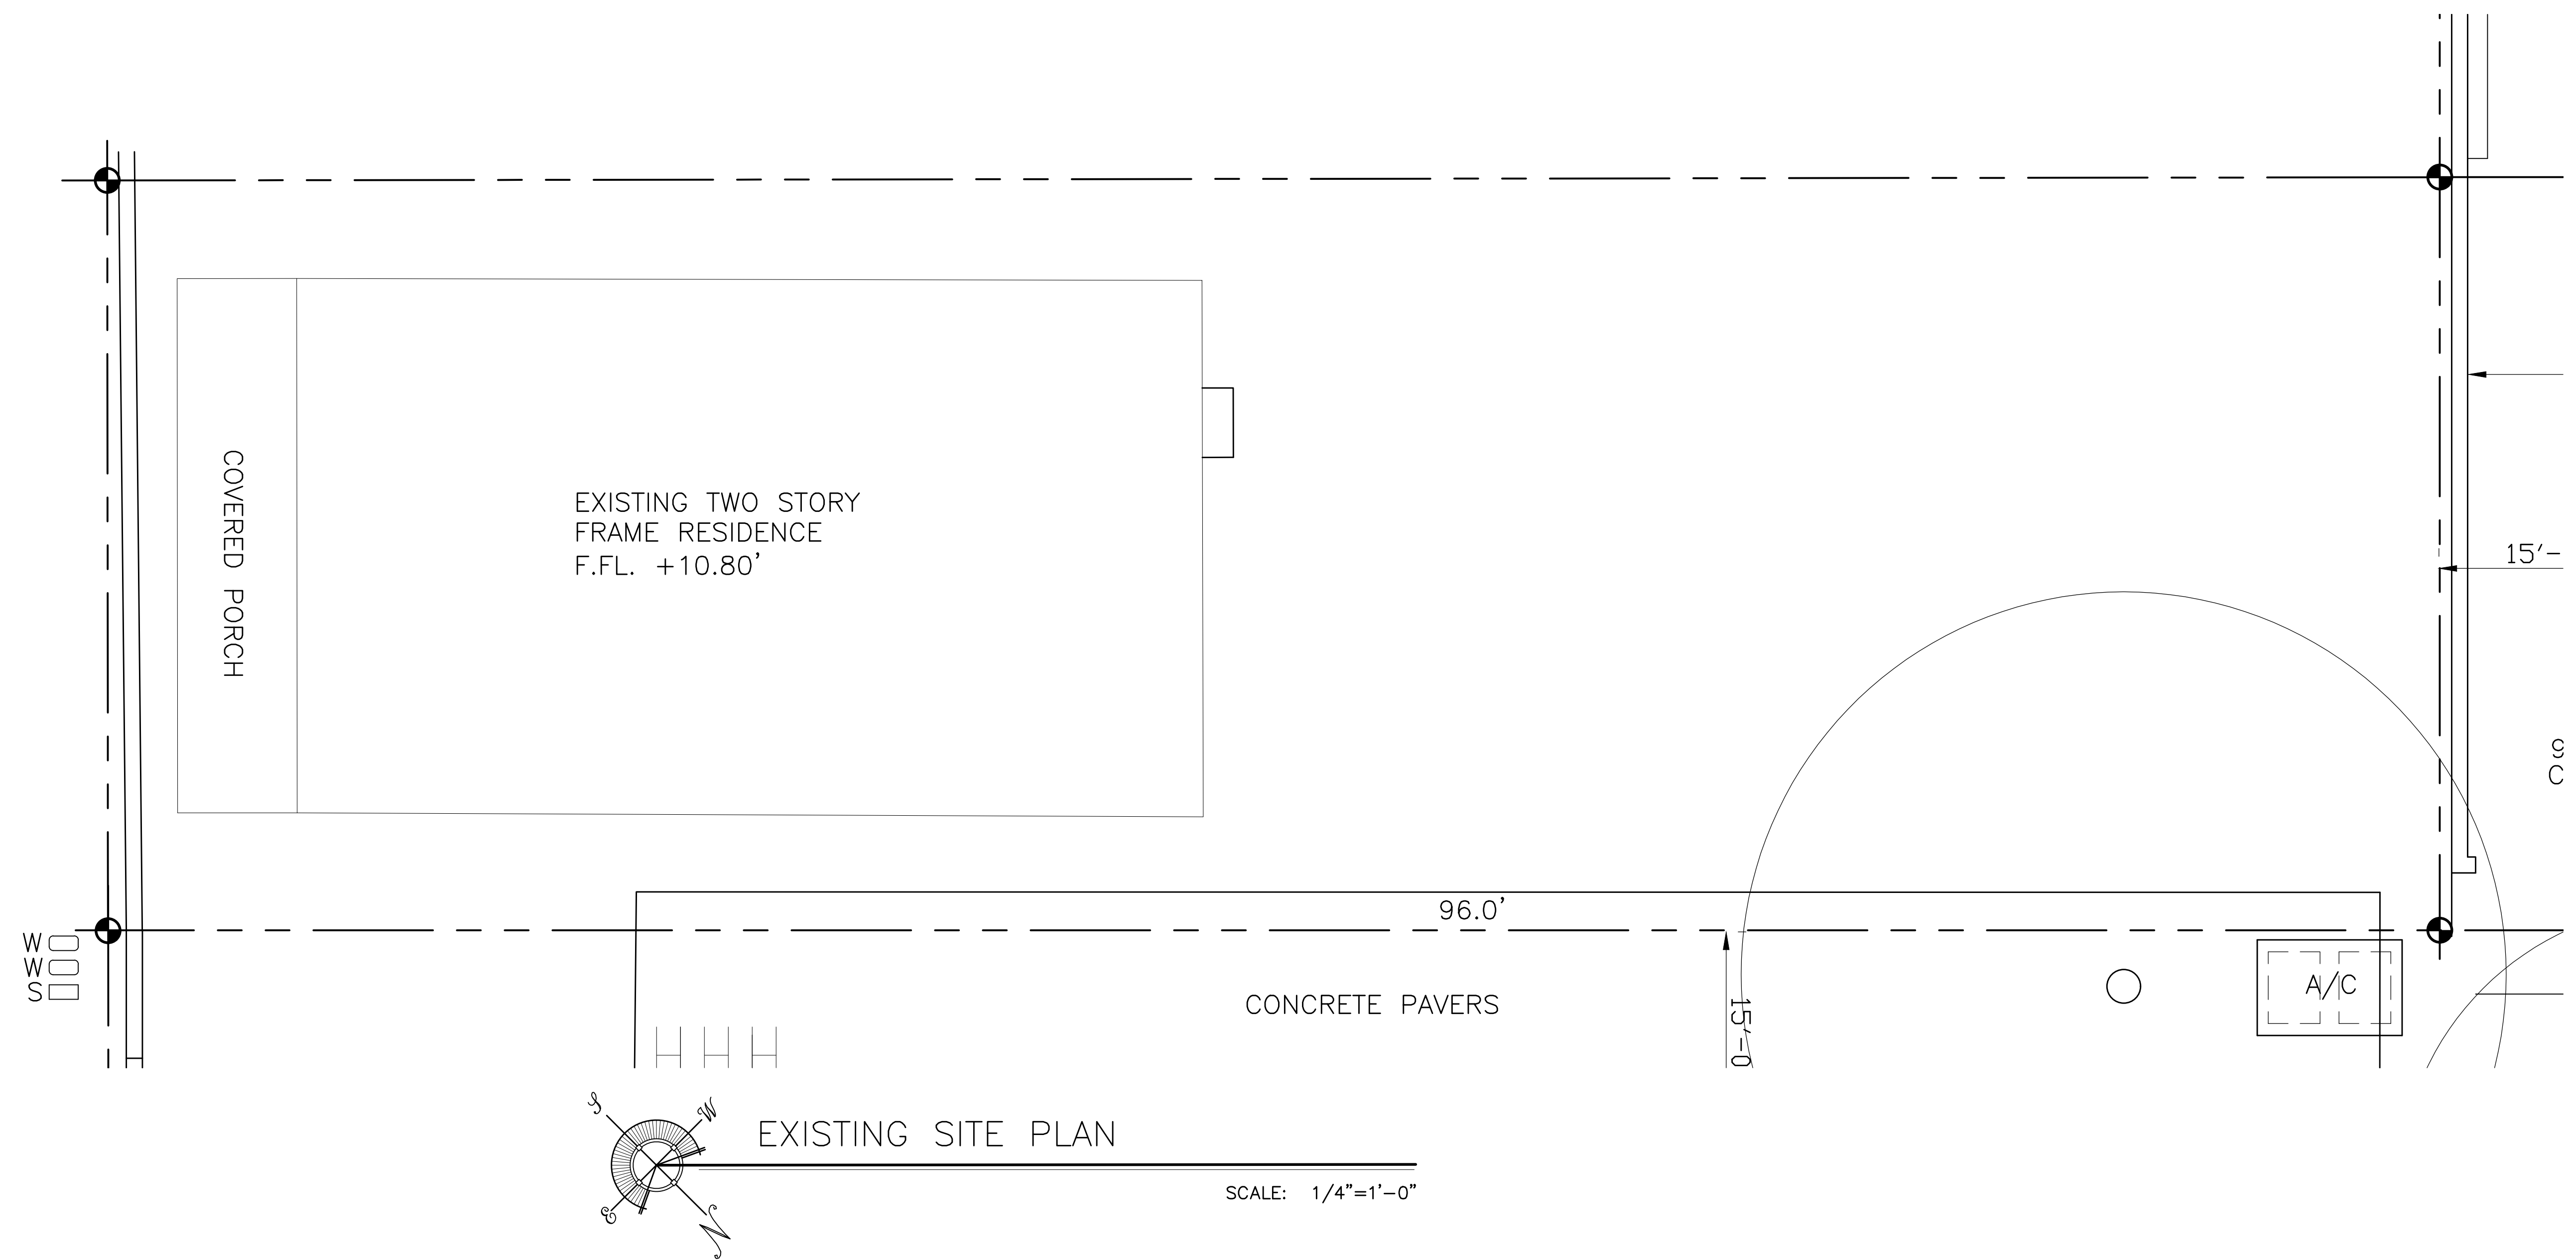 COVERED PORCH
EXISTING TWO STORY
FRAME RESIDENCE
F.FL. +10.80'
15'-
9
C
96.0'
W
W
S
CONCRETE PAVERS
15'-0
A/C
S
W
E
N
EXISTING SITE PLAN
SCALE: 1/4"=1'-0"